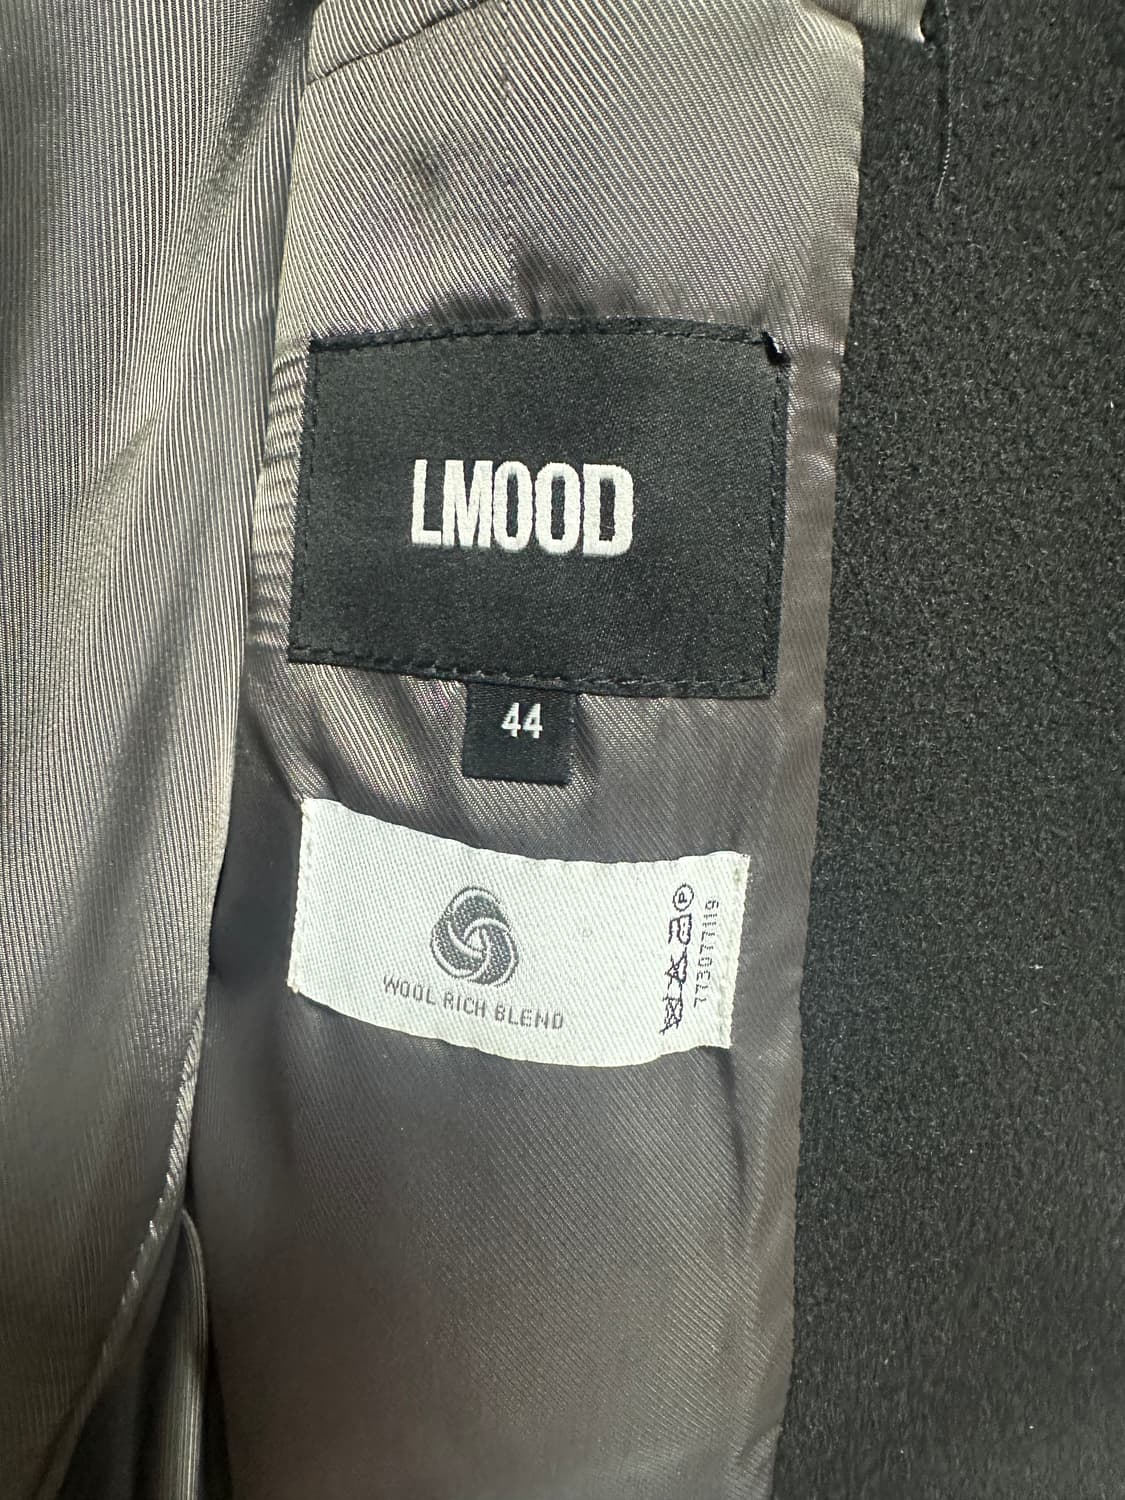 LMOOD
44
WOOL RICH BLEND
P
773077119